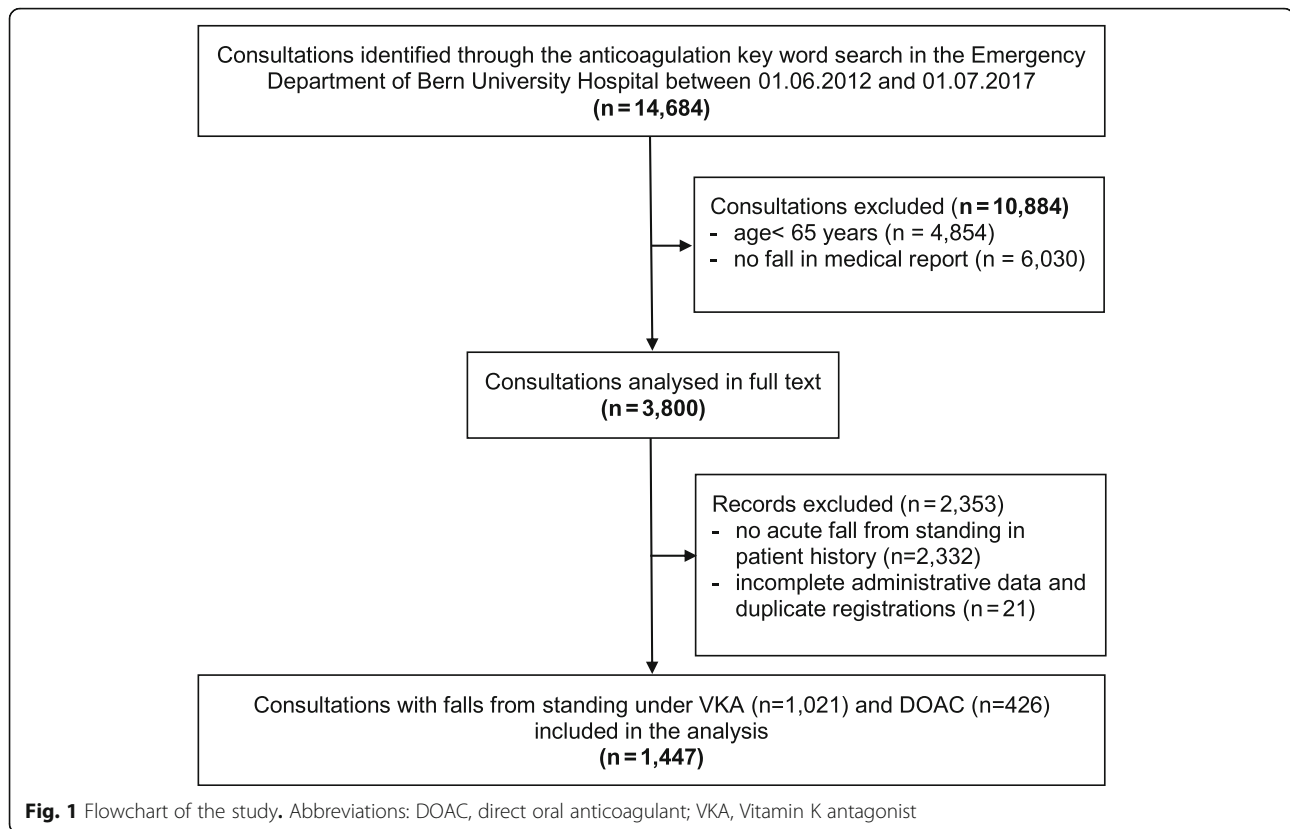 Consultations identified through the anticoagulation key word search in the Emergency
Department of Bern University Hospital between 01.06.2012 and 01.07.2017
(n = 14,684)
Consultations excluded (n = 10,884)
- age< 65 years (n = 4,854)
- no fall in medical report (n = 6,030)
Consultations analysed in full text
(n = 3,800)
Records excluded (n = 2,353)
- no acute fall from standing in
patient history (n=2,332)
- incomplete administrative data and
duplicate registrations (n = 21)
Consultations with falls from standing under VKA (n=1,021) and DOAC (n=426)
included in the analysis
(n = 1,447)
Fig. 1 Flowchart of the study. Abbreviations: DOAC, direct oral anticoagulant; VKA, Vitamin K antagonist